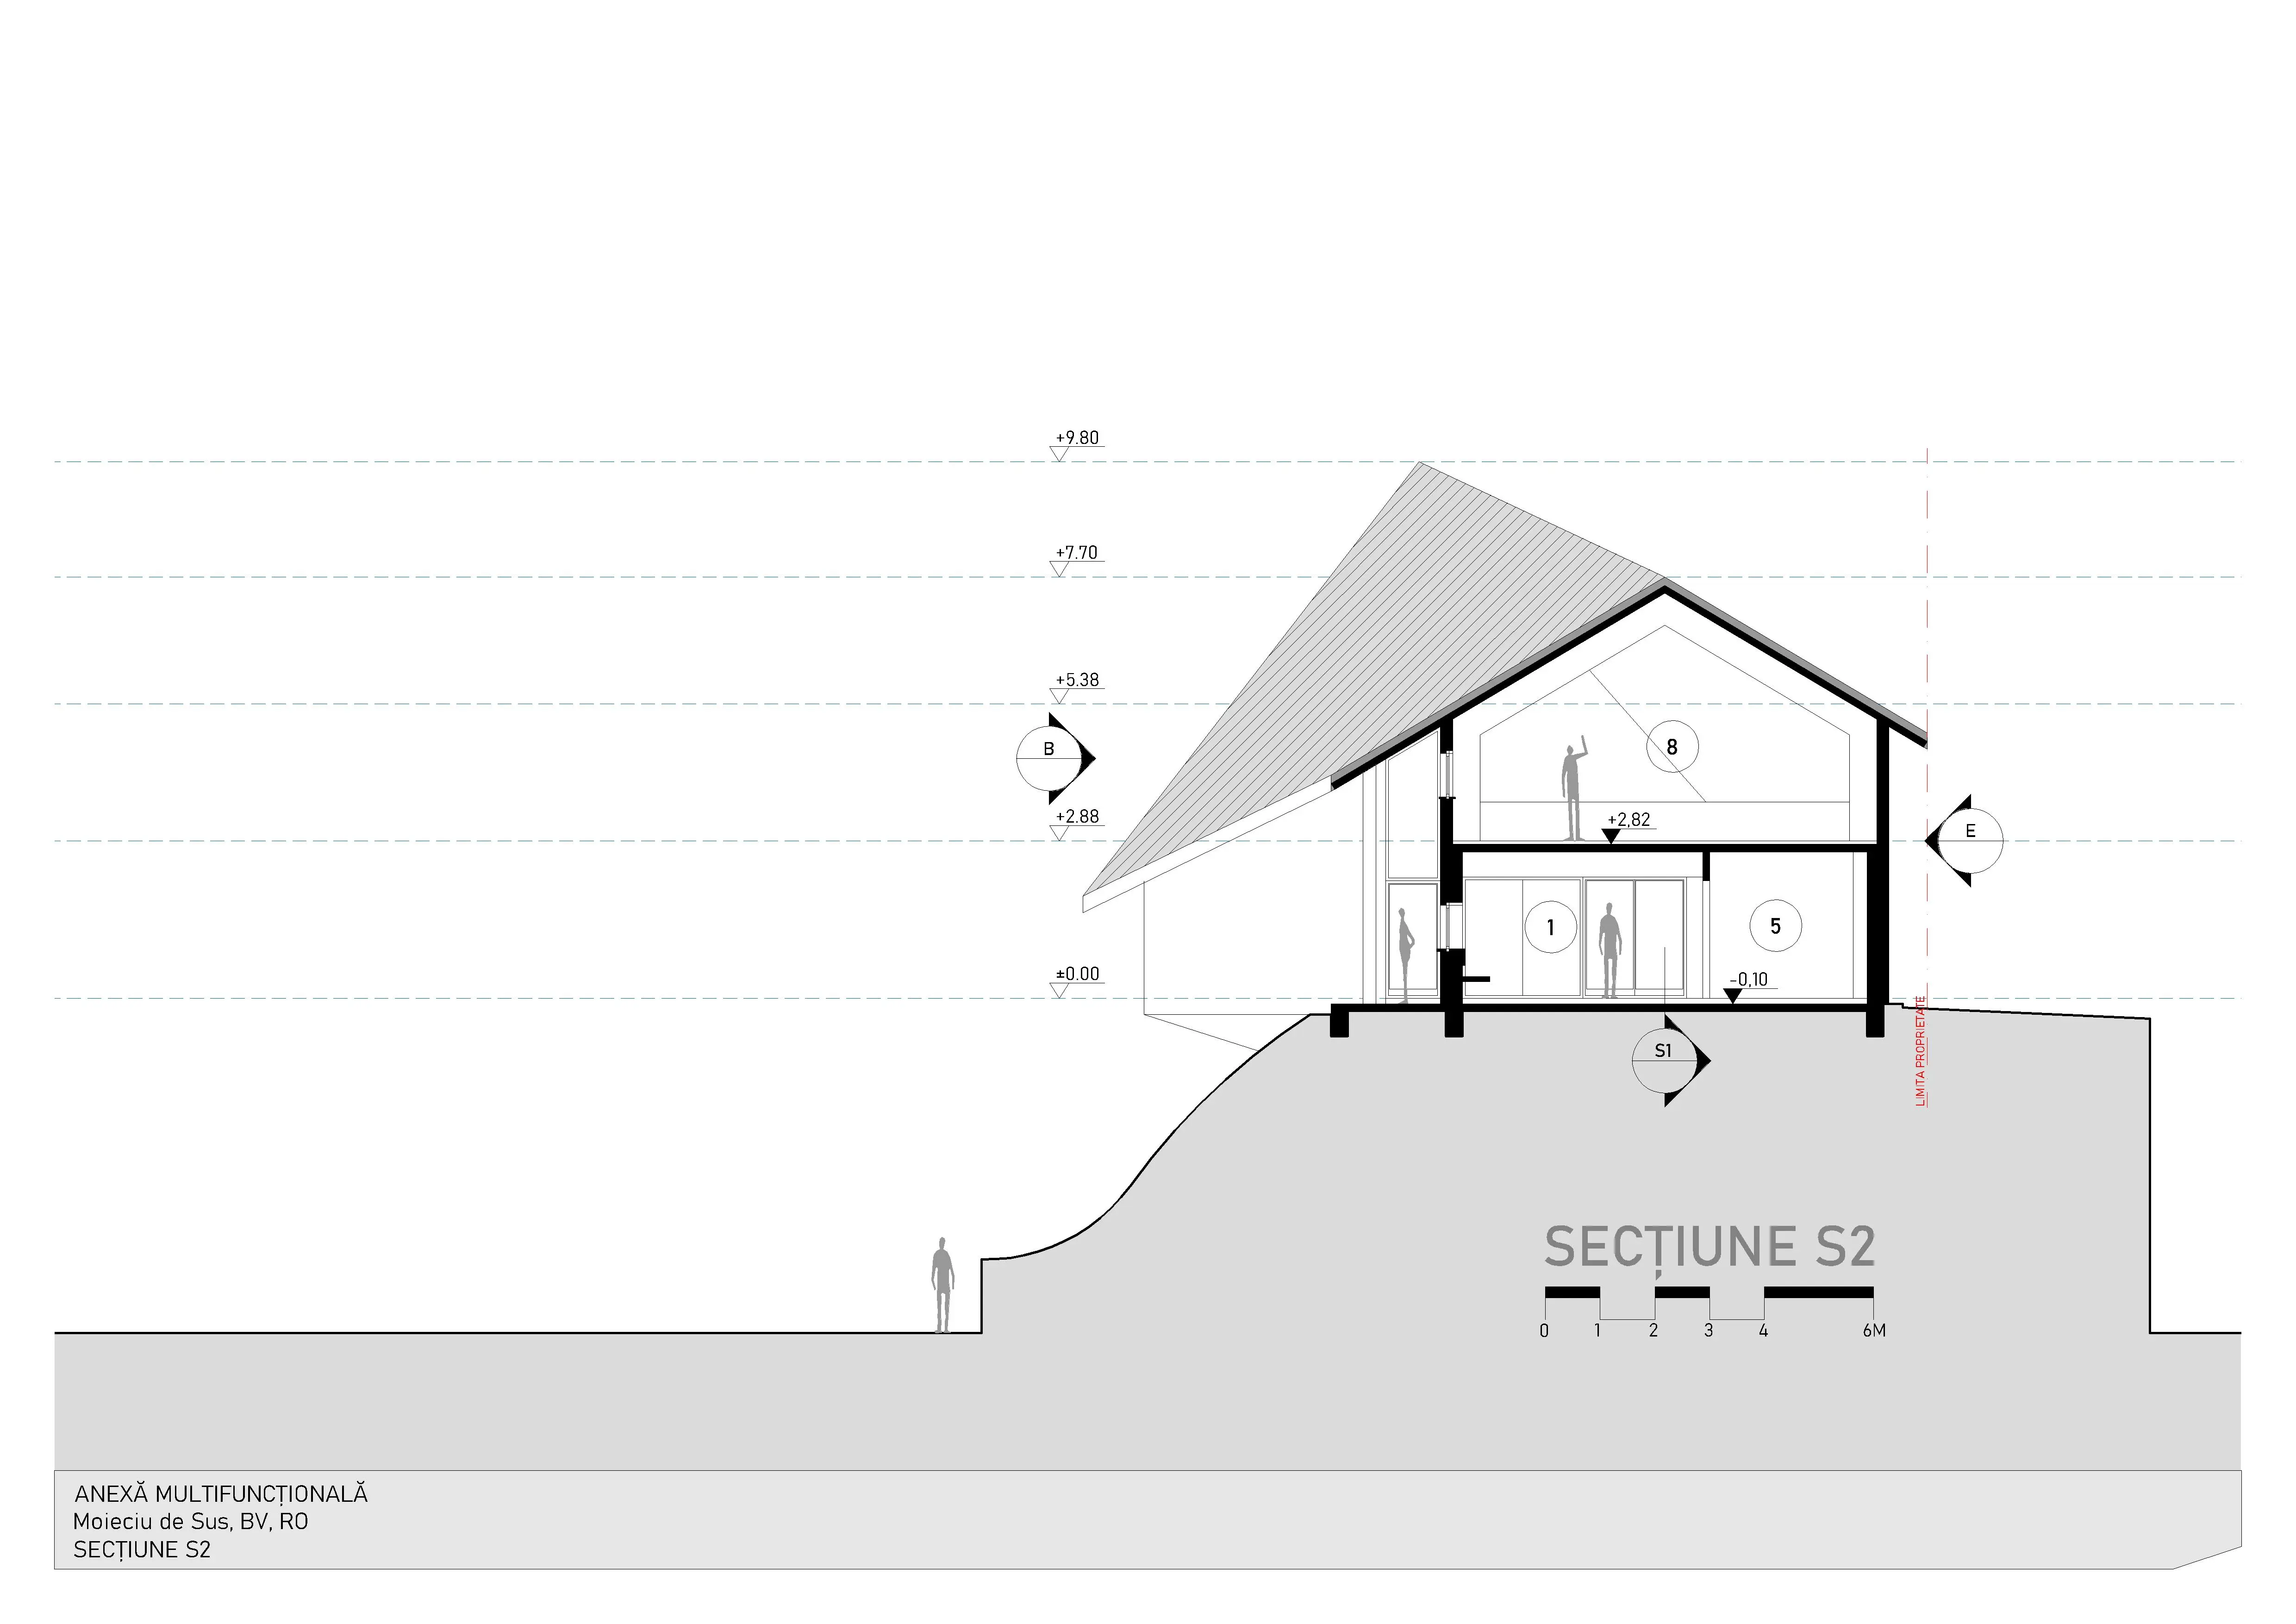 +9.80
+7.70
+5.38
B
8
+2.88
+2,82
E
1
5
±0.00
-0,10
LIMITA PROPRIETATE
S1
SECȚIUNE S2
0 1 2 3 4 6M
ANEXĂ MULTIFUNCȚIONALĂ
Moieciu de Sus, BV, RO
SECȚIUNE S2